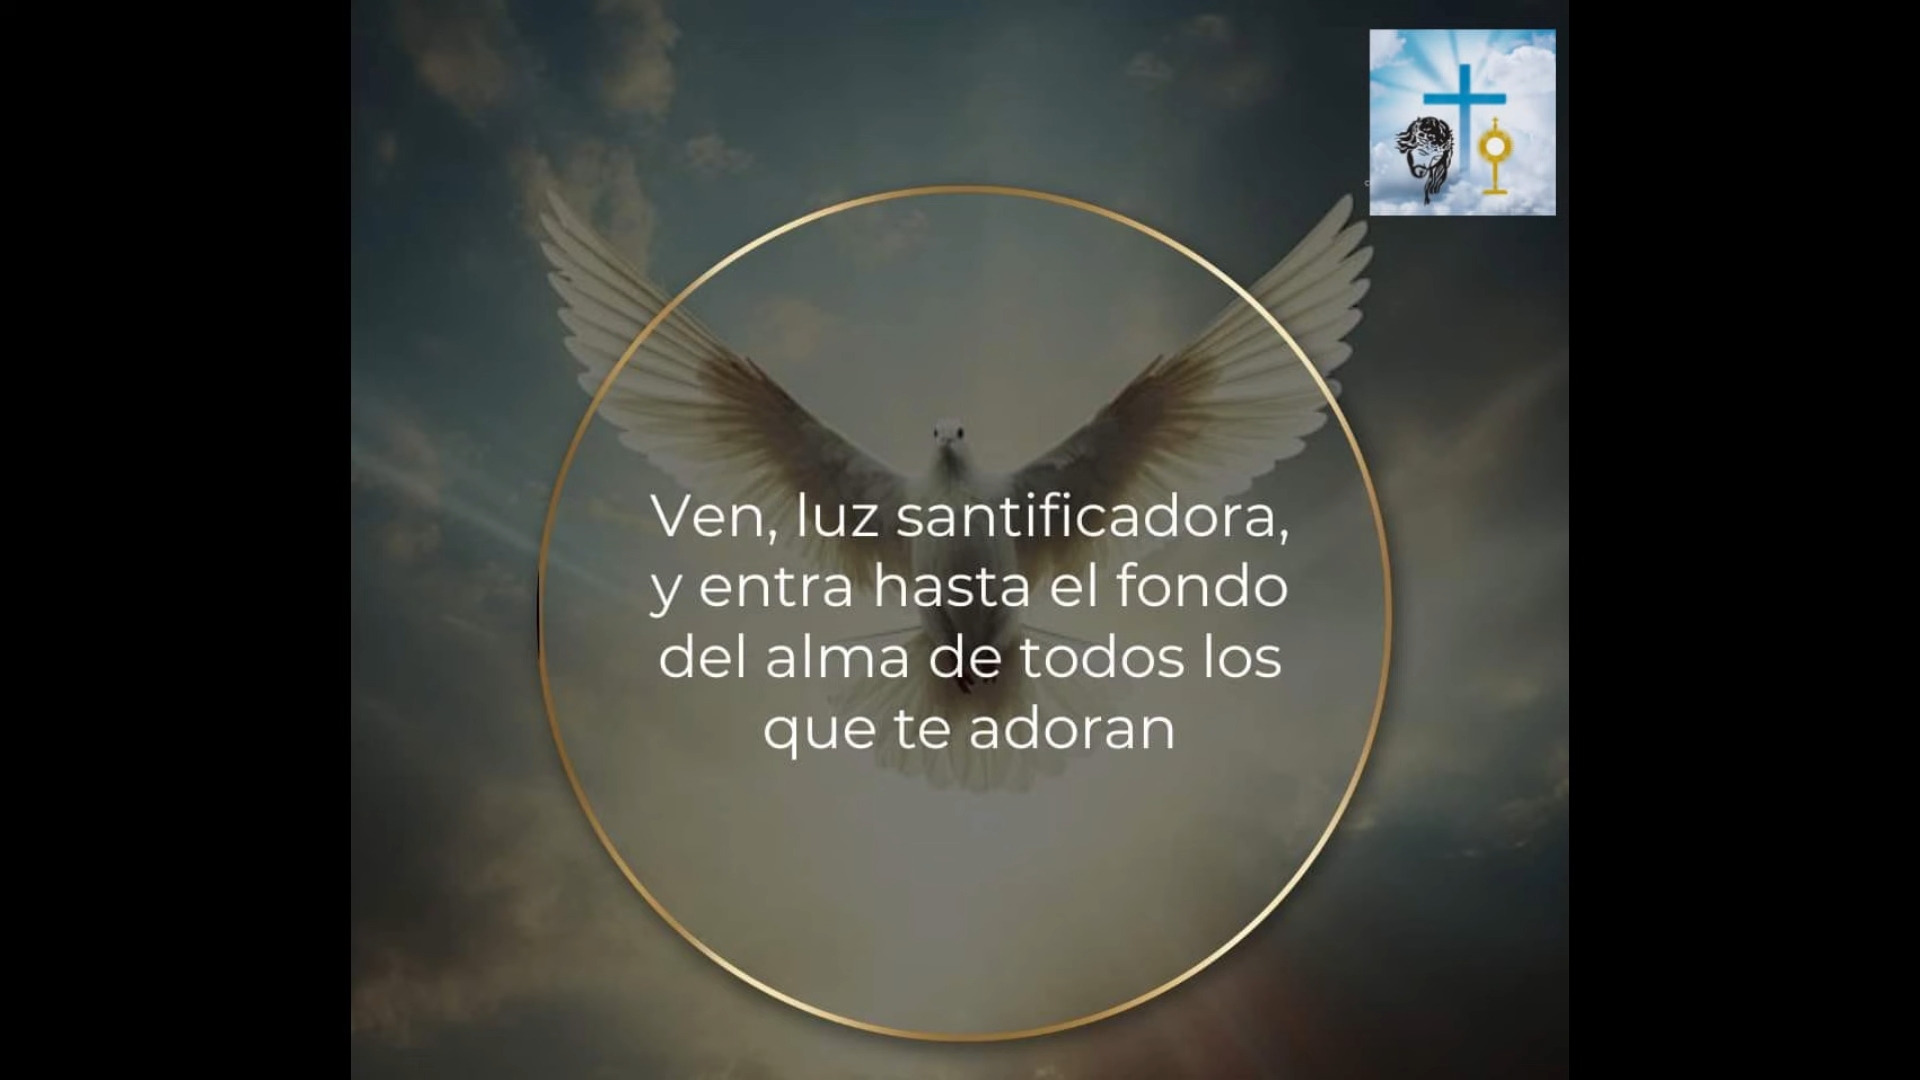 Ven, luz santificadora,
y entra hasta el fondo
del alma de todos los
que te adoran